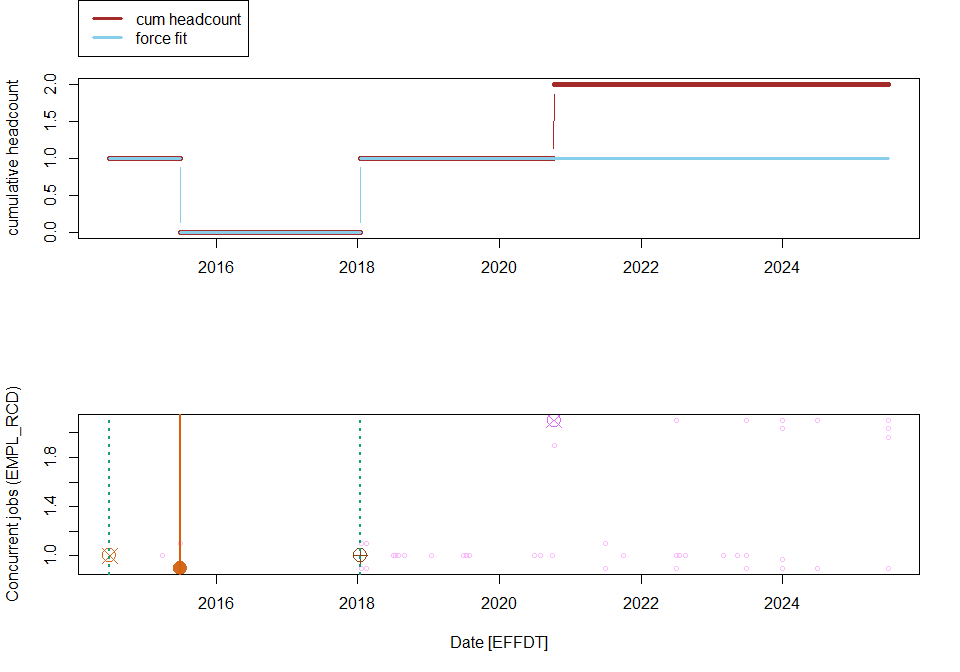 cum headcount
force fit
cumulative headcount
2.0
1.5
1.0
0.5
0.0
2016 2018 2020 2022 2024
Concurrent jobs (EMPL_RCD)
1.8
1.4
1.0
2016 2018 2020 2022 2024
Date [EFFDT]